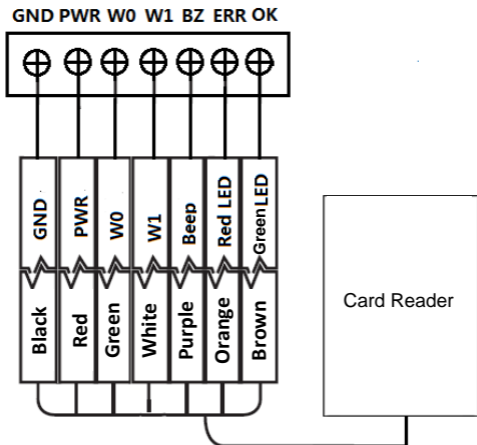 GND PWR W0 W1 BZ ERR OK
GND
PWR
W0
W1
Beep
Red LED
Green LED
Black
Red
Green
White
Purple
Orange
Brown
Card Reader